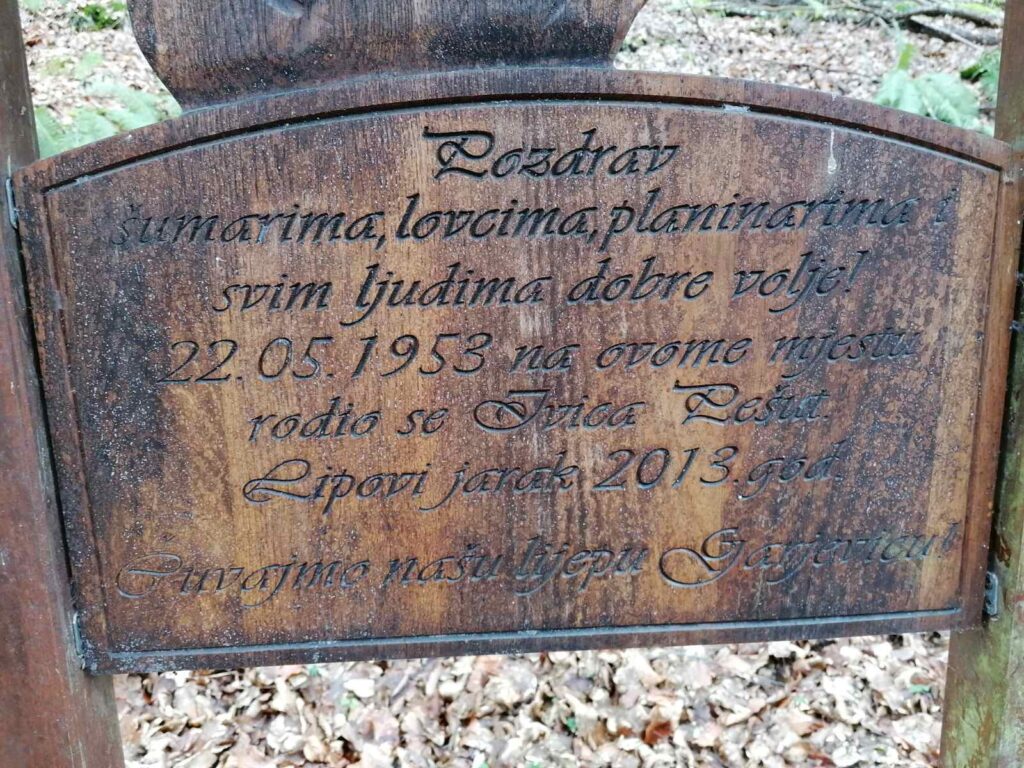 Pozdrav
šumarima, lovcima, planinarima i
svim ljudima dobre volje!
22.05.1953 na ovome mjestu
rodio se Ivica Pešut.
Lipovi jarak 2013.god.
Čuvajmo našu lijepu Garjevicu!